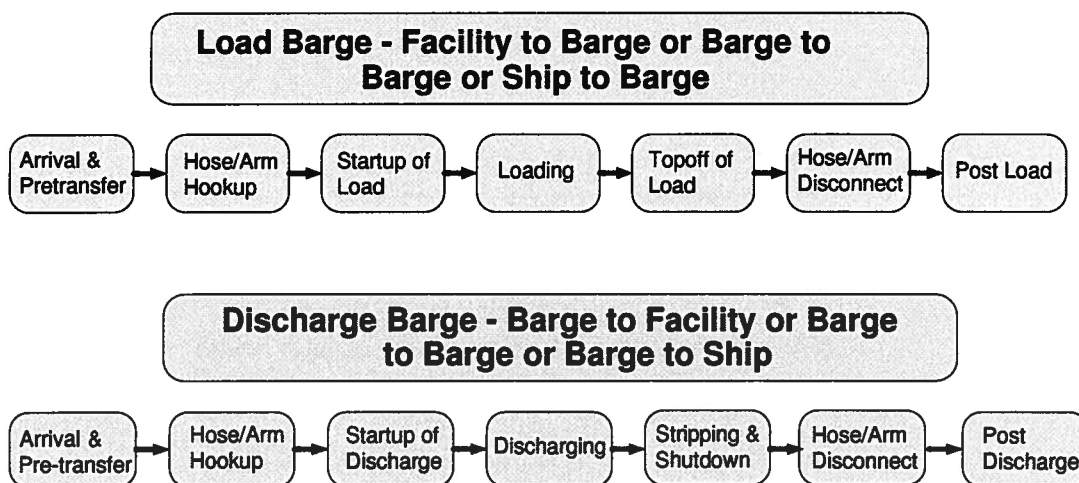 Load Barge - Facility to Barge or Barge to
Barge or Ship to Barge
Arrival &
Pretransfer
Hose/Arm
Hookup
Startup of
Load
Loading
Topoff of
Load
Hose/Arm
Disconnect
Post Load
Discharge Barge - Barge to Facility or Barge
to Barge or Barge to Ship
Arrival &
Pre-transfer
Hose/Arm
Hookup
Startup of
Discharge
Discharging
Stripping &
Shutdown
Hose/Arm
Disconnect
Post
Discharge